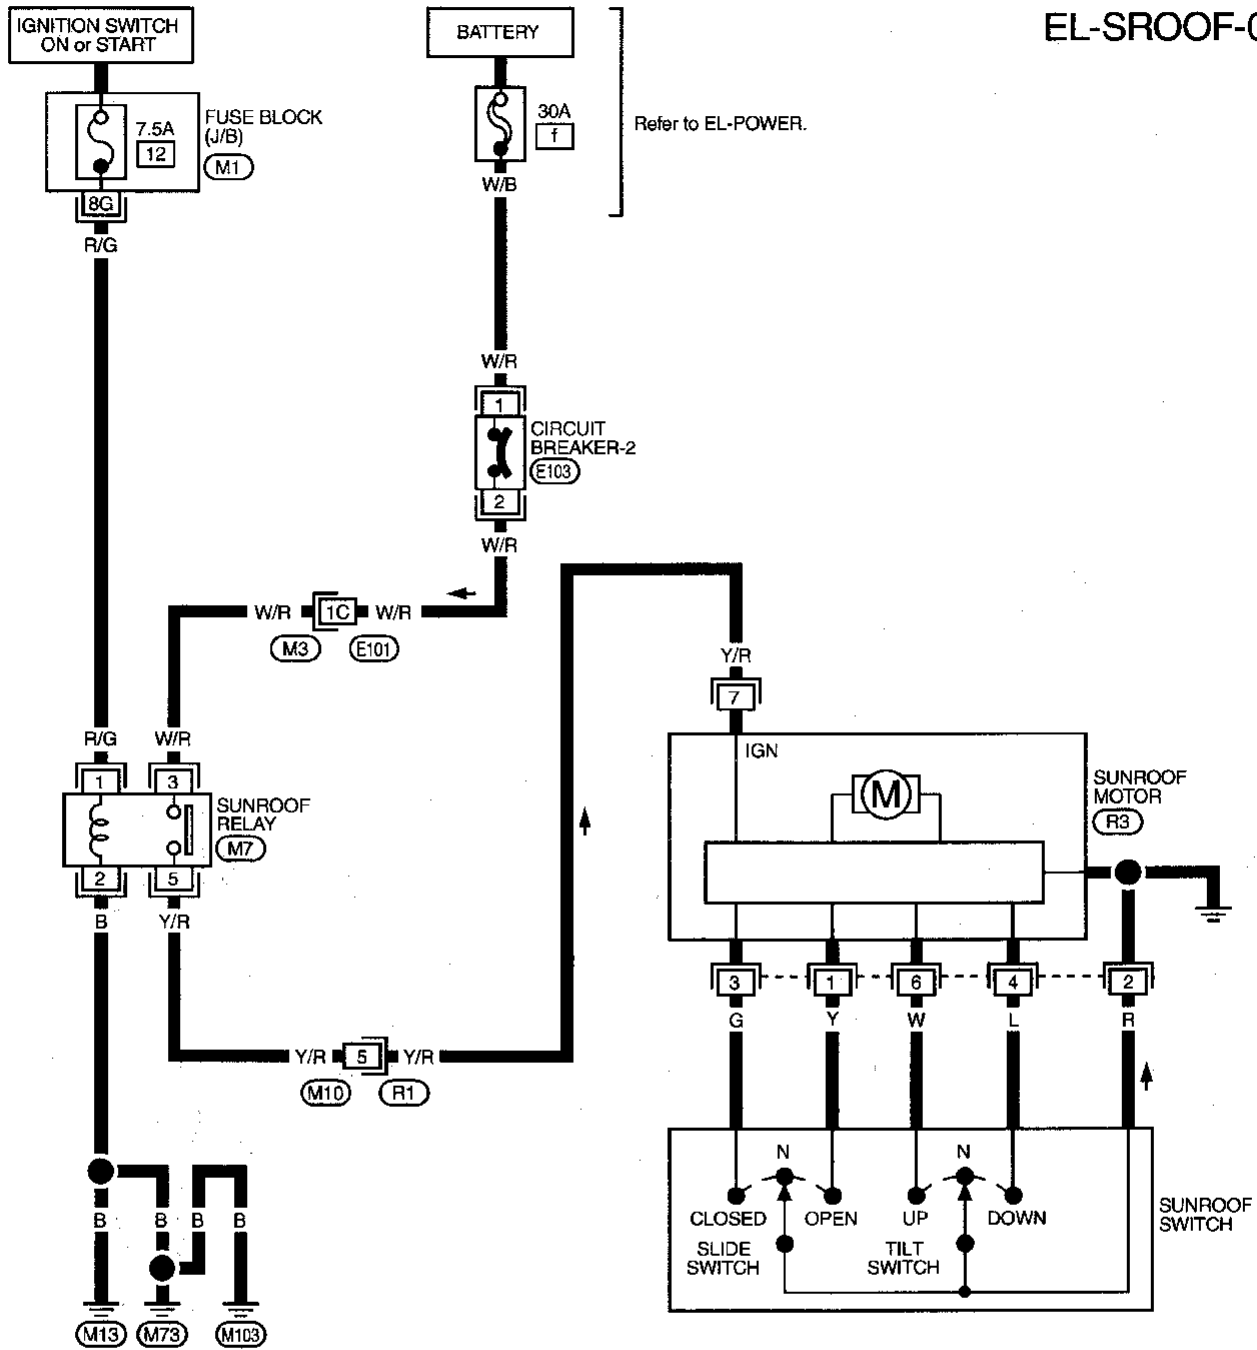 IGNITION SWITCH
ON or START
BATTERY
EL-SROOF-0
7.5A
12
FUSE BLOCK
(J/B)
M1
30A
f
Refer to EL-POWER.
8G
R/G
W/B
W/R
1
CIRCUIT
BREAKER-2
E103
2
W/R
W/R
1C
W/R
M3
E101
Y/R
7
R/G
W/R
1
3
SUNROOF
RELAY
M7
2
5
B
Y/R
IGN
M
SUNROOF
MOTOR
R3
3
1
6
4
2
G
Y
W
L
R
Y/R
5
Y/R
M10
R1
N
N
CLOSED
OPEN
UP
DOWN
SLIDE
SWITCH
TILT
SWITCH
SUNROOF
SWITCH
B
B
B
B
M13
M73
M103